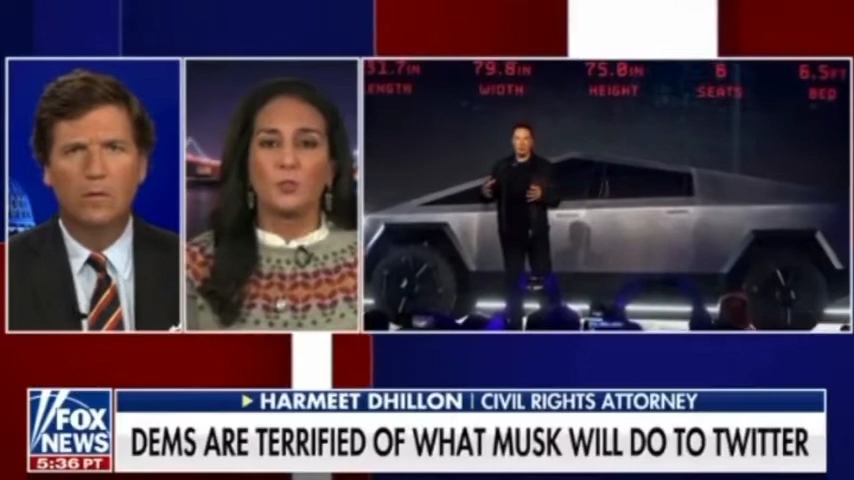 31.7IN 79.8IN 75.0IN 6 6.5FT
LENGTH WIDTH HEIGHT SEATS BED
HARMEET DHILLON | CIVIL RIGHTS ATTORNEY
FOX
NEWS
5:36 PT
DEMS ARE TERRIFIED OF WHAT MUSK WILL DO TO TWITTER